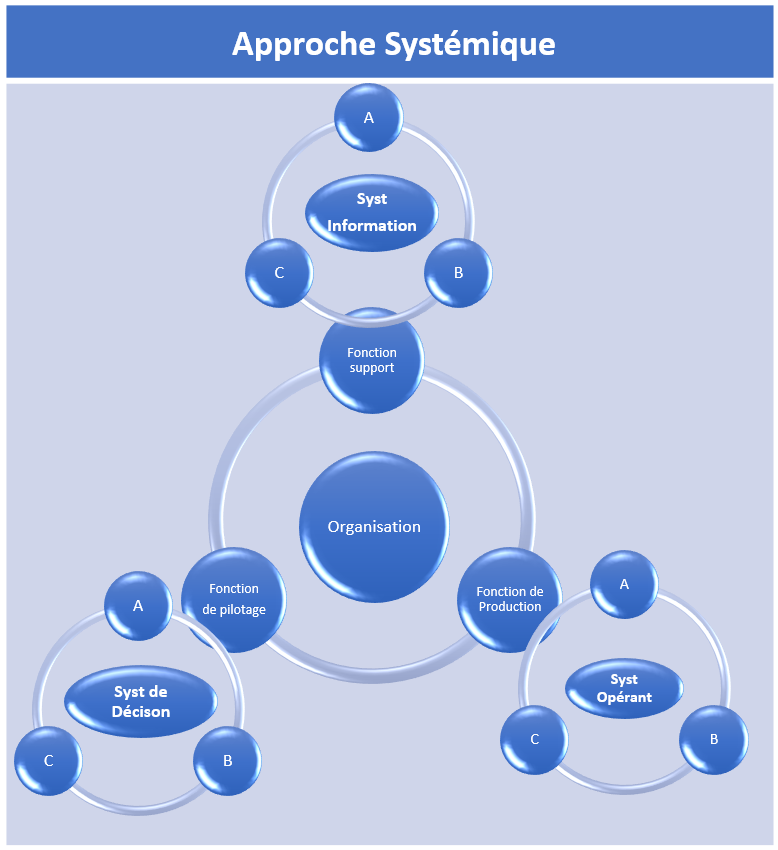 Approche Systémique
A
Syst
Information
C
B
Fonction
support
Organisation
Fonction
de pilotage
Fonction de
Production
A
Syst de
Décison
C
B
A
Syst
Opérant
C
B